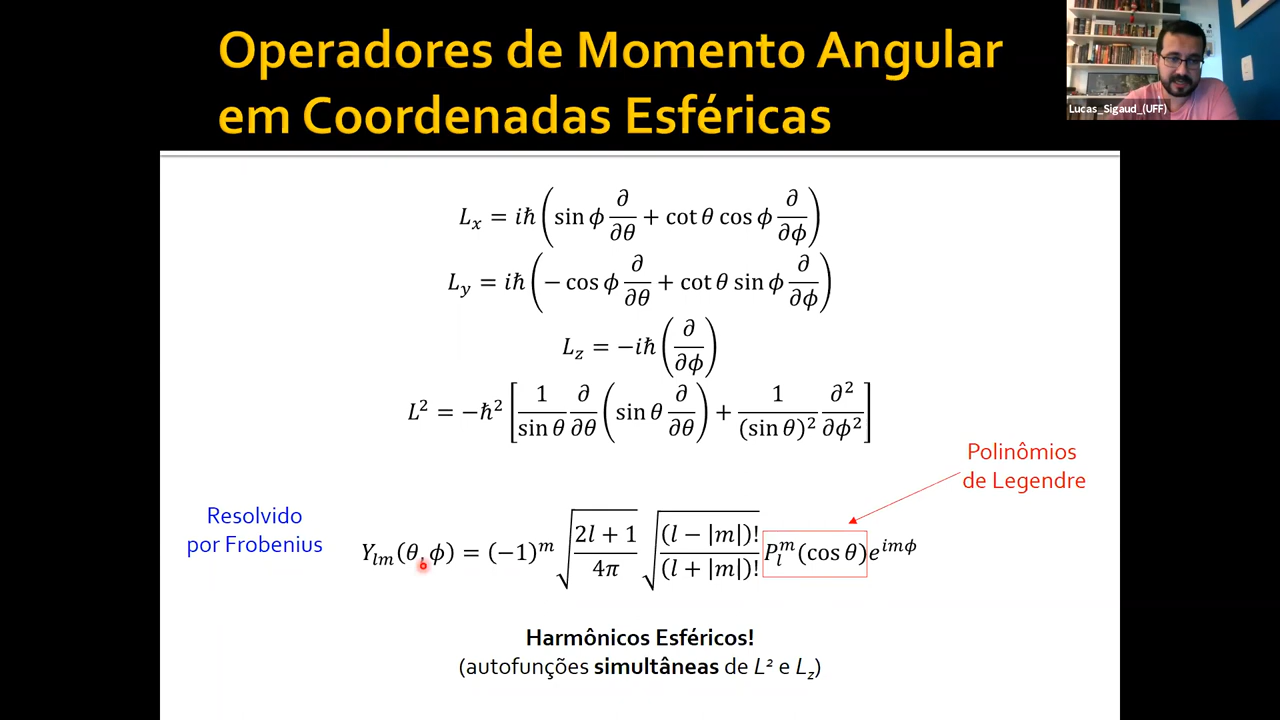 Operadores de Momento Angular
em Coordenadas Esféricas
Lucas_Sigaud_(UFF)
L_x = iħ (sin ϕ ∂/∂θ + cot θ cos ϕ ∂/∂ϕ)
L_y = iħ (− cos ϕ ∂/∂θ + cot θ sin ϕ ∂/∂ϕ)
L_z = −iħ (∂/∂ϕ)
L² = −ħ² [1/sin θ ∂/∂θ (sin θ ∂/∂θ) + 1/(sin θ)² ∂²/∂ϕ²]
Polinômios
de Legendre
Resolvido
por Frobenius
Y_lm(θ, ϕ) = (−1)^m √((2l + 1)/4π) √((l − |m|)!/(l + |m|)!) P_l^m(cos θ)e^{imϕ}
Harmônicos Esféricos!
(autofunções simultâneas de L² e L_z)